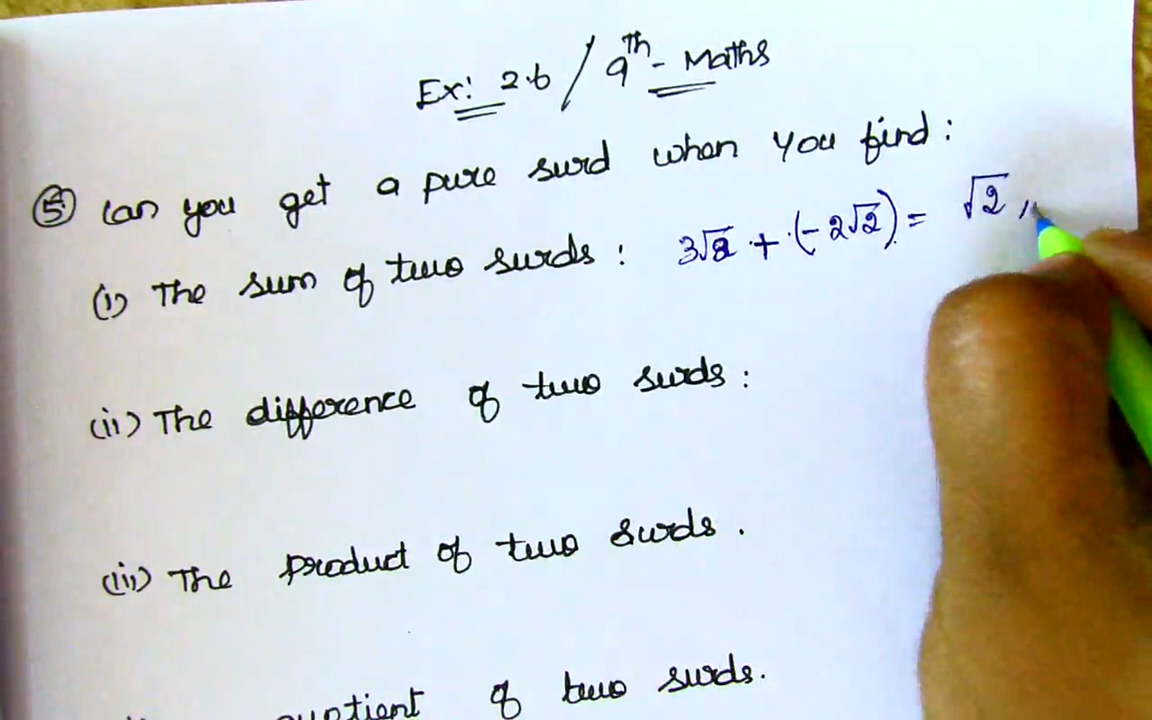 Ex: 2.6 / 9th - Maths
⑤ Can you get a pure surd when you find:
(i) The sum of two surds : 3√2 + (-2√2) = √2
(ii) The difference of two surds :
(iii) The product of two surds .
quotient of two surds.